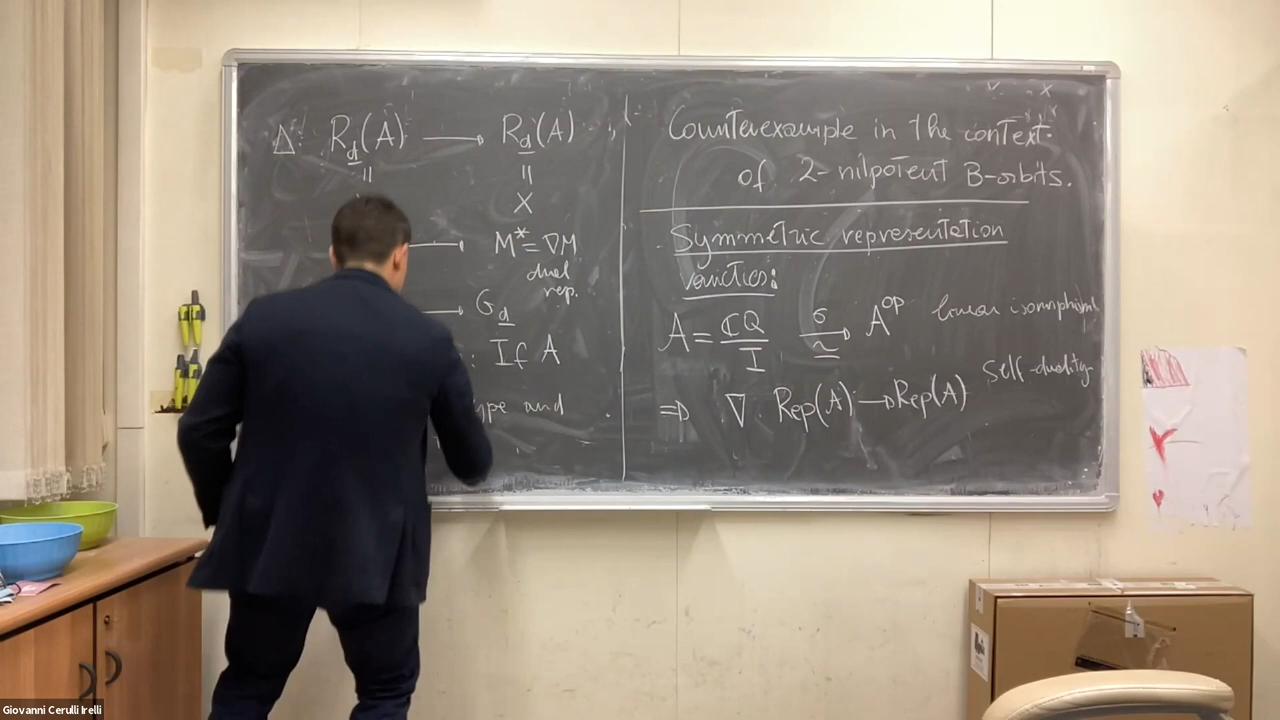 Δ: R_d(A) → R_d(A)
||   ||
X
→ M* = ∇M
dual
rep.
→ G_d
: If A
type and
Counterexample in the context
of 2-nilpotent B-orbits.
Symmetric representation
varieties:
A = ℂQ/I  σ ≃→ A^op  linear isomorphism
⇒ ∇ Rep(A) → Rep(A)  Self-duality
Giovanni Cerulli Irelli